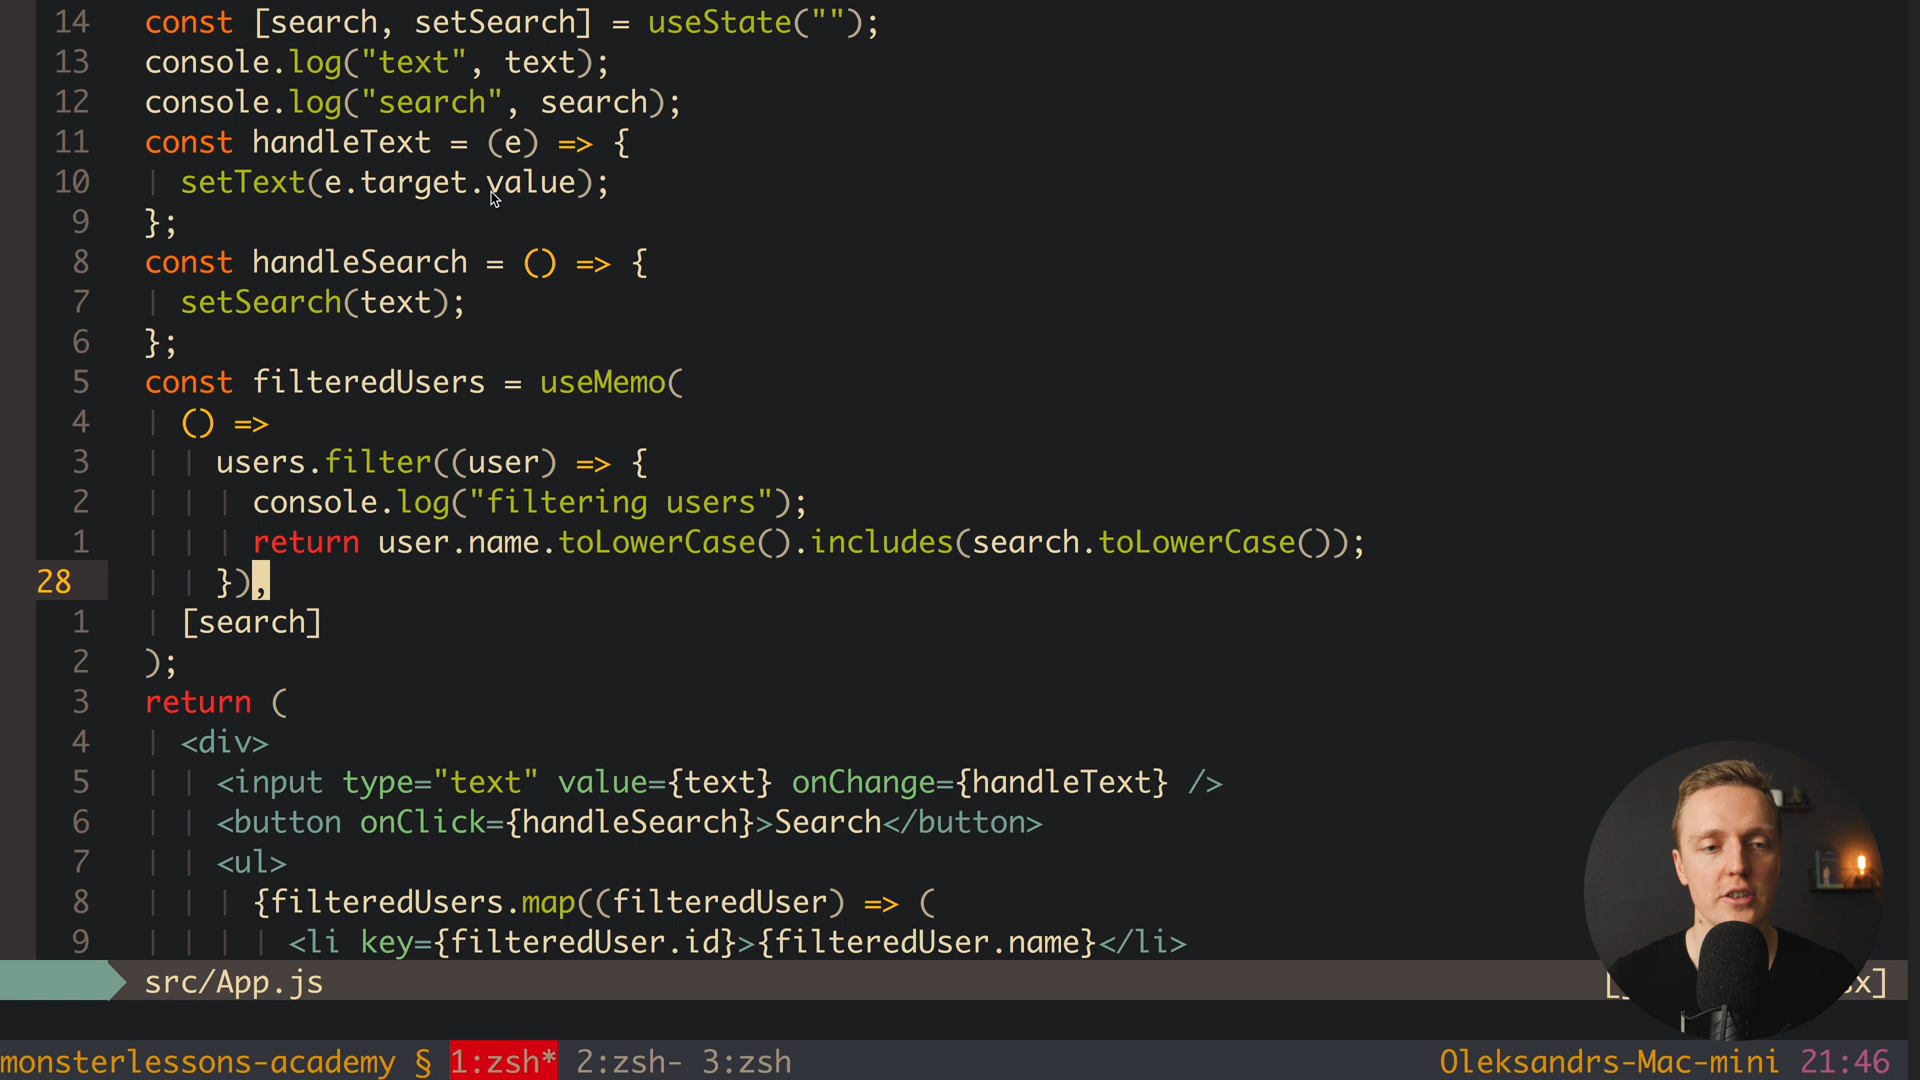 14 const [search, setSearch] = useState("");
13 console.log("text", text);
12 console.log("search", search);
11 const handleText = (e) => {
10 setText(e.target.value);
9 };
8 const handleSearch = () => {
7 setSearch(text);
6 };
5 const filteredUsers = useMemo(
4 () =>
3 users.filter((user) => {
2 console.log("filtering users");
1 return user.name.toLowerCase().includes(search.toLowerCase());
28 }),
1 [search]
2 );
3 return (
4 <div>
5 <input type="text" value={text} onChange={handleText} />
6 <button onClick={handleSearch}>Search</button>
7 <ul>
8 {filteredUsers.map((filteredUser) => (
9 <li key={filteredUser.id}>{filteredUser.name}</li>
src/App.js
monsterlessons-academy § 1:zsh* 2:zsh- 3:zsh Oleksandrs-Mac-mini 21:46